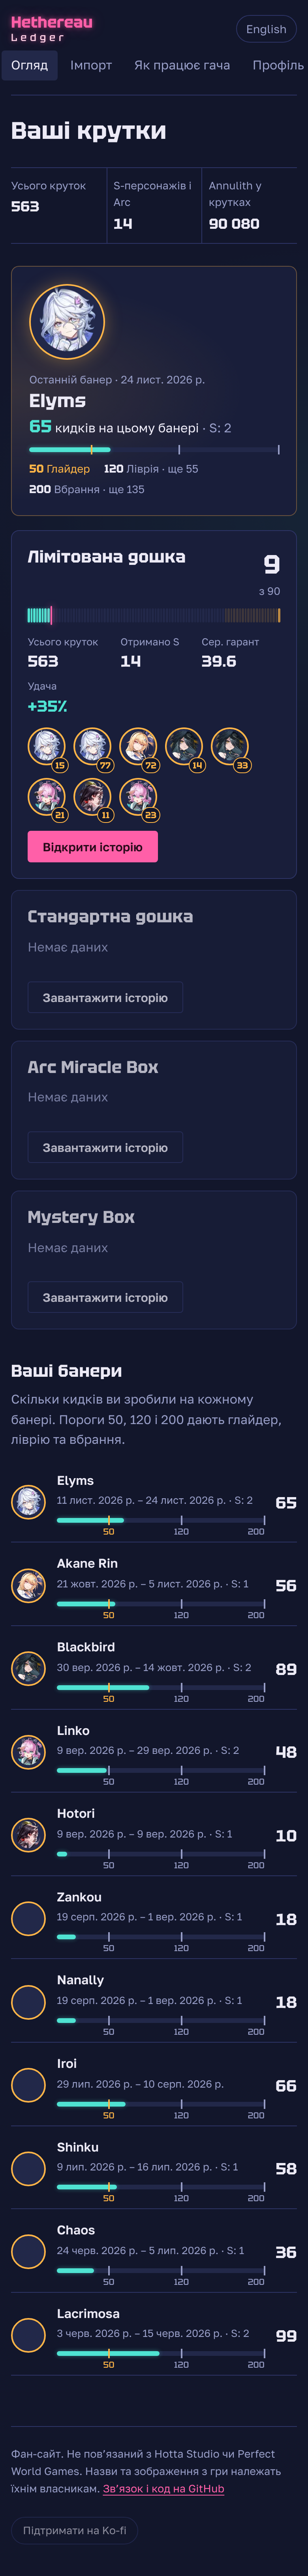 Hethereau
Ledger
English
Огляд
Імпорт
Як працює гача
Профіль
Ваші крутки
Усього круток
563
S-персонажів і
Arc
14
Annulith у
крутках
90 080
Останній банер · 24 лист. 2026 р.
Elyms
65 кидків на цьому банері · S: 2
50 Глайдер 120 Ліврія · ще 55
200 Вбрання · ще 135
Лімітована дошка
9
з 90
Усього круток
563
Отримано S
14
Сер. гарант
39.6
Удача
+35%
15 77 72 14 33
21 11 23
Відкрити історію
Стандартна дошка
Немає даних
Завантажити історію
Arc Miracle Box
Немає даних
Завантажити історію
Mystery Box
Немає даних
Завантажити історію
Ваші банери
Скільки кидків ви зробили на кожному
банері. Пороги 50, 120 і 200 дають глайдер,
ліврію та вбрання.
Elyms
11 лист. 2026 р. – 24 лист. 2026 р. · S: 2
65
50 120 200
Akane Rin
21 жовт. 2026 р. – 5 лист. 2026 р. · S: 1
56
50 120 200
Blackbird
30 вер. 2026 р. – 14 жовт. 2026 р. · S: 2
89
50 120 200
Linko
9 вер. 2026 р. – 29 вер. 2026 р. · S: 2
48
50 120 200
Hotori
9 вер. 2026 р. – 9 вер. 2026 р. · S: 1
10
50 120 200
Zankou
19 серп. 2026 р. – 1 вер. 2026 р. · S: 1
18
50 120 200
Nanally
19 серп. 2026 р. – 1 вер. 2026 р. · S: 1
18
50 120 200
Iroi
29 лип. 2026 р. – 10 серп. 2026 р.
66
50 120 200
Shinku
9 лип. 2026 р. – 16 лип. 2026 р. · S: 1
58
50 120 200
Chaos
24 черв. 2026 р. – 5 лип. 2026 р. · S: 1
36
50 120 200
Lacrimosa
3 черв. 2026 р. – 15 черв. 2026 р. · S: 2
99
50 120 200
Фан-сайт. Не пов’язаний з Hotta Studio чи Perfect
World Games. Назви та зображення з гри належать
їхнім власникам. Зв’язок і код на GitHub
Підтримати на Ko-fi